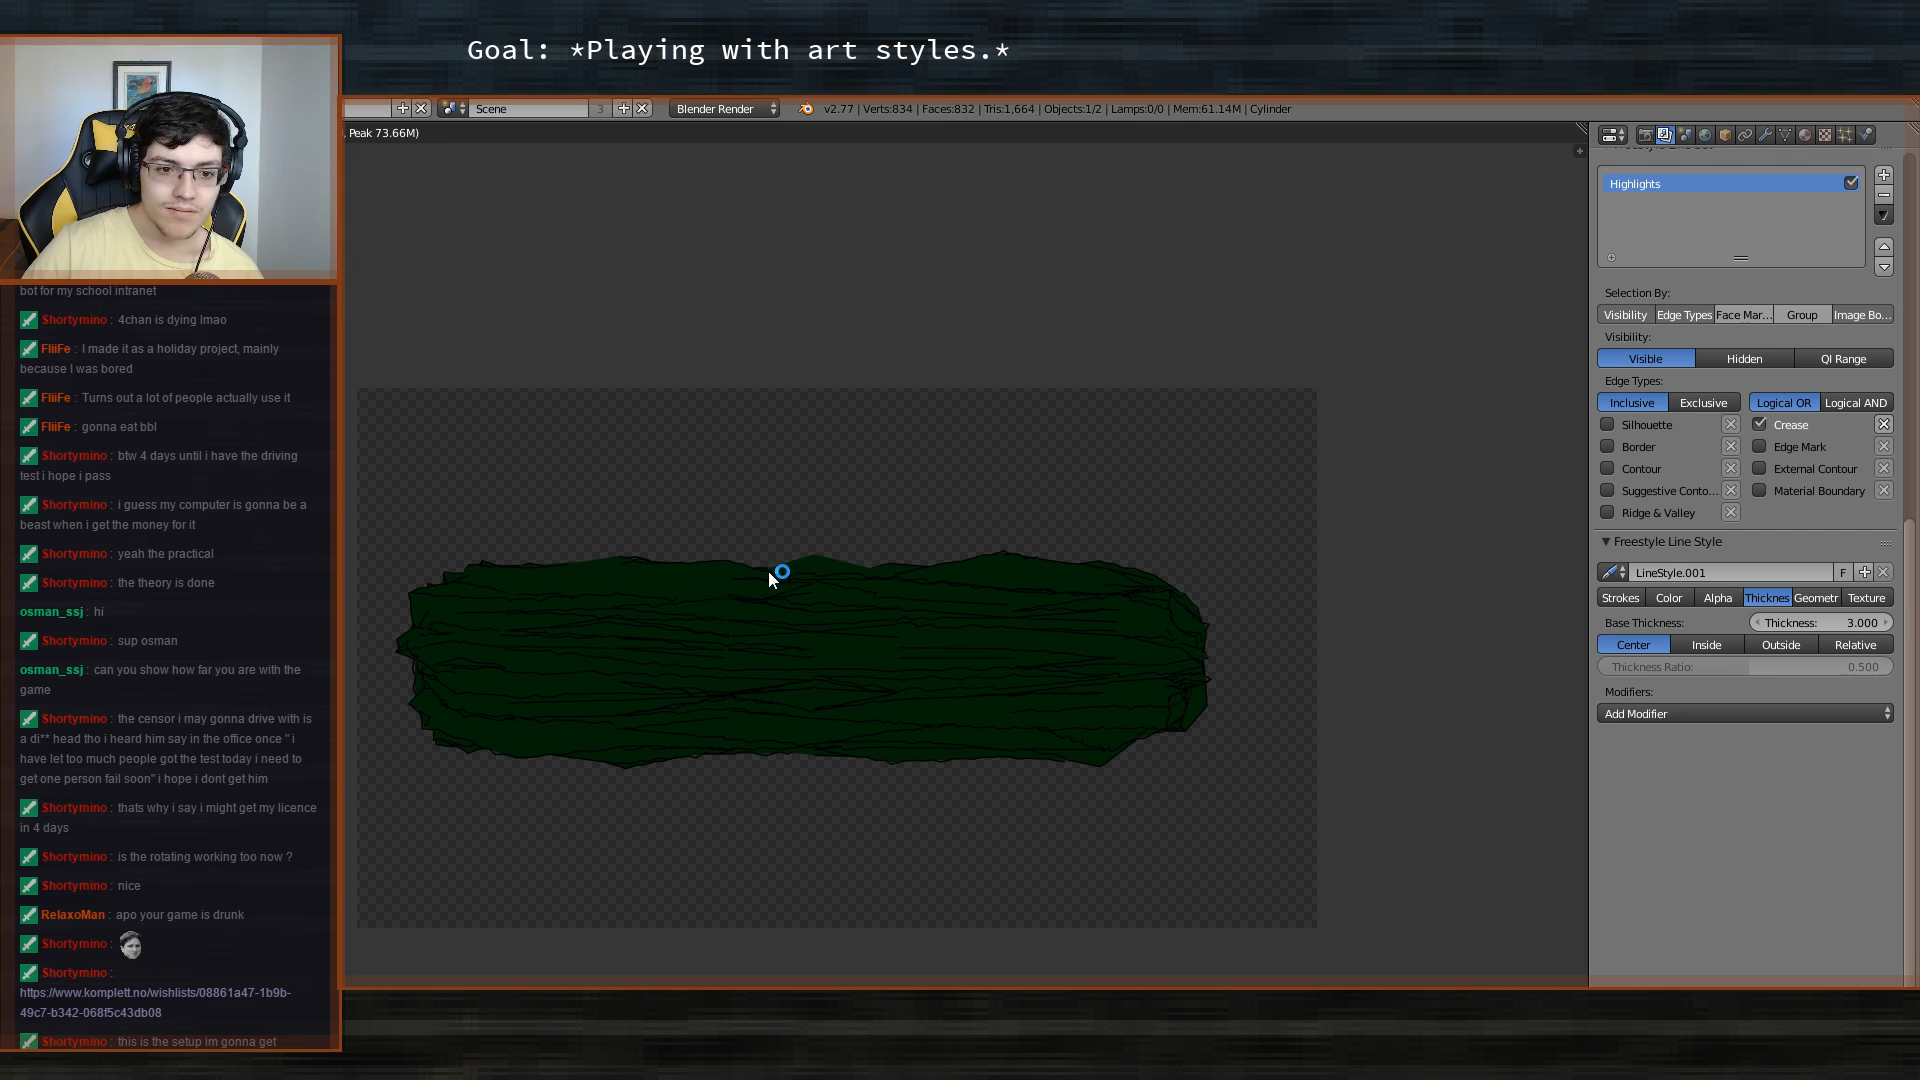 Goal: *Playing with art styles.*
Scene
3
Blender Render
v2.77 | Verts:834 | Faces:832 | Tris:1,664 | Objects:1/2 | Lamps:0/0 | Mem:61.14M | Cylinder
, Peak 73.66M)
bot for my school intranet
Shortymino : 4chan is dying lmao
FliiFe : I made it as a holiday project, mainly
because I was bored
FliiFe : Turns out a lot of people actually use it
FliiFe : gonna eat bbl
Shortymino : btw 4 days until i have the driving
test i hope i pass
Shortymino : i guess my computer is gonna be a
beast when i get the money for it
Shortymino : yeah the practical
Shortymino : the theory is done
osman_ssj : hi
Shortymino : sup osman
osman_ssj : can you show how far you are with the
game
Shortymino : the censor i may gonna drive with is
a di** head tho i heard him say in the office once " i
have let too much people got the test today i need to
get one person fail soon" i hope i dont get him
Shortymino : thats why i say i might get my licence
in 4 days
Shortymino : is the rotating working too now ?
Shortymino : nice
RelaxoMan : apo your game is drunk
Shortymino :
Shortymino :
https://www.komplett.no/wishlists/08861a47-1b9b-
49c7-b342-068f5c43db08
Shortymino : this is the setup im gonna get
Highlights
Selection By:
Visibility
Edge Types
Face Mar...
Group
Image Bo...
Visibility:
Visible
Hidden
QI Range
Edge Types:
Inclusive
Exclusive
Logical OR
Logical AND
Silhouette
Crease
Border
Edge Mark
Contour
External Contour
Suggestive Conto...
Material Boundary
Ridge & Valley
Freestyle Line Style
LineStyle.001
F
Strokes
Color
Alpha
Thicknes
Geometr
Texture
Base Thickness:
Thickness: 3.000
Center
Inside
Outside
Relative
Thickness Ratio: 0.500
Modifiers:
Add Modifier